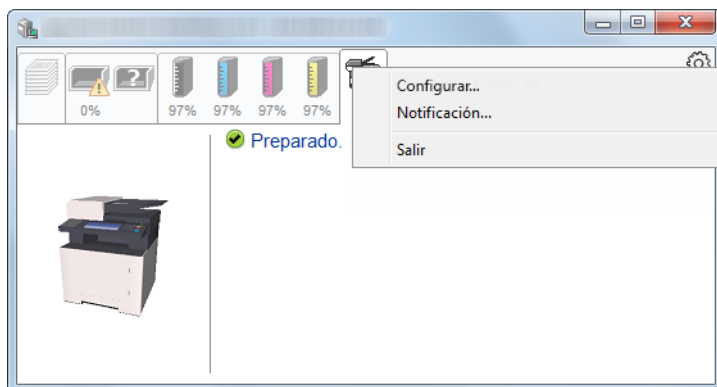 0%
97%
97%
97%
97%
Configurar...
Notificación...
Salir
Preparado.